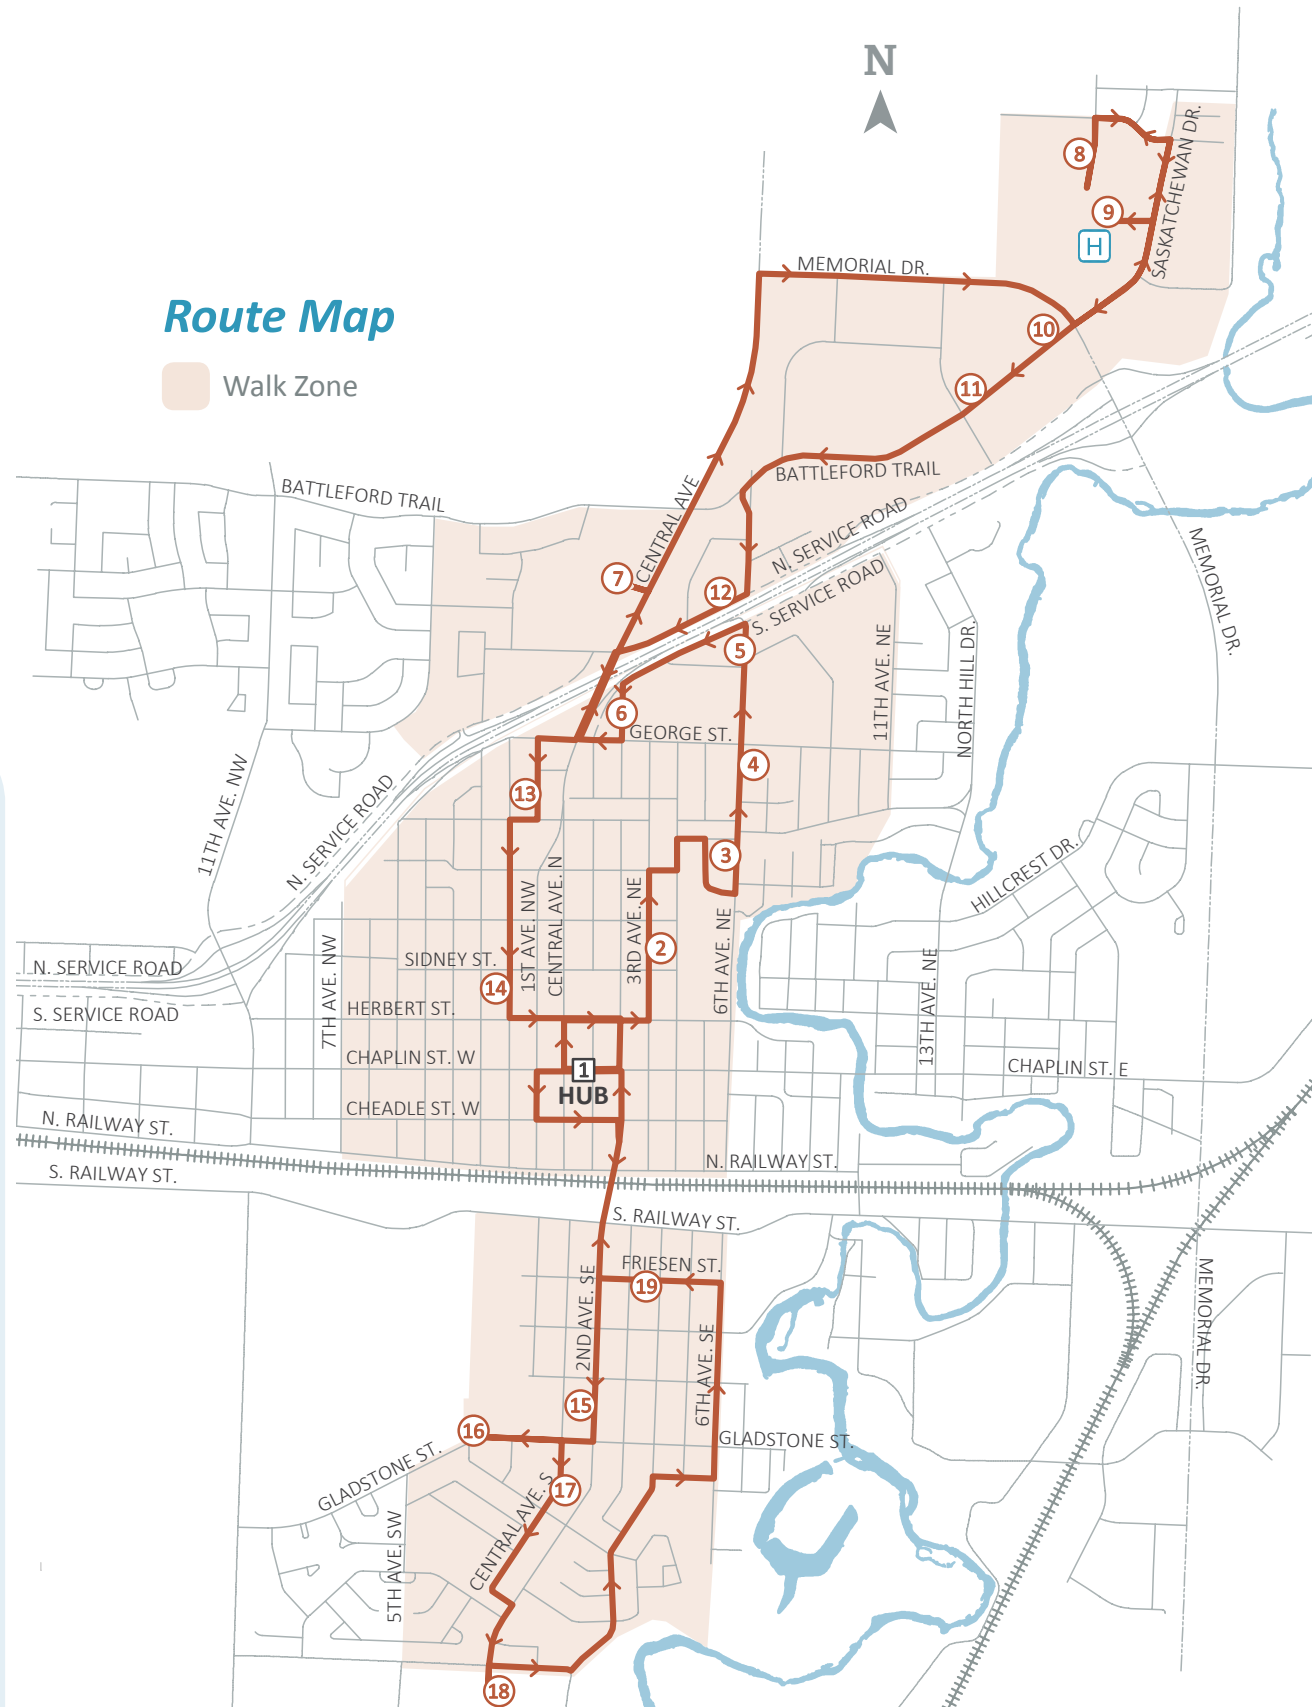 N
8
SASKATCHEWAN DR.
9
H
MEMORIAL DR.
Route Map
10
Walk Zone
11
BATTLEFORD TRAIL
BATTLEFORD TRAIL
CENTRAL AVE
N. SERVICE ROAD
7
12
S. SERVICE ROAD
MEMORIAL DR.
5
11TH AVE. NE
NORTH HILL DR.
6
GEORGE ST.
4
13
11TH AVE. NW
N. SERVICE ROAD
3
HILLCREST DR.
1ST AVE. NW
CENTRAL AVE. N
3RD AVE. NE
6TH AVE. NE
2
7TH AVE. NW
SIDNEY ST.
N. SERVICE ROAD
14
13TH AVE. NE
S. SERVICE ROAD
HERBERT ST.
CHAPLIN ST. W
1
CHAPLIN ST. E
HUB
CHEADLE ST. W
N. RAILWAY ST.
N. RAILWAY ST.
S. RAILWAY ST.
S. RAILWAY ST.
FRIESEN ST.
19
2ND AVE. SE
6TH AVE. SE
MEMORIAL DR.
15
16
GLADSTONE ST.
GLADSTONE ST.
17
CENTRAL AVE. S
5TH AVE. SW
18